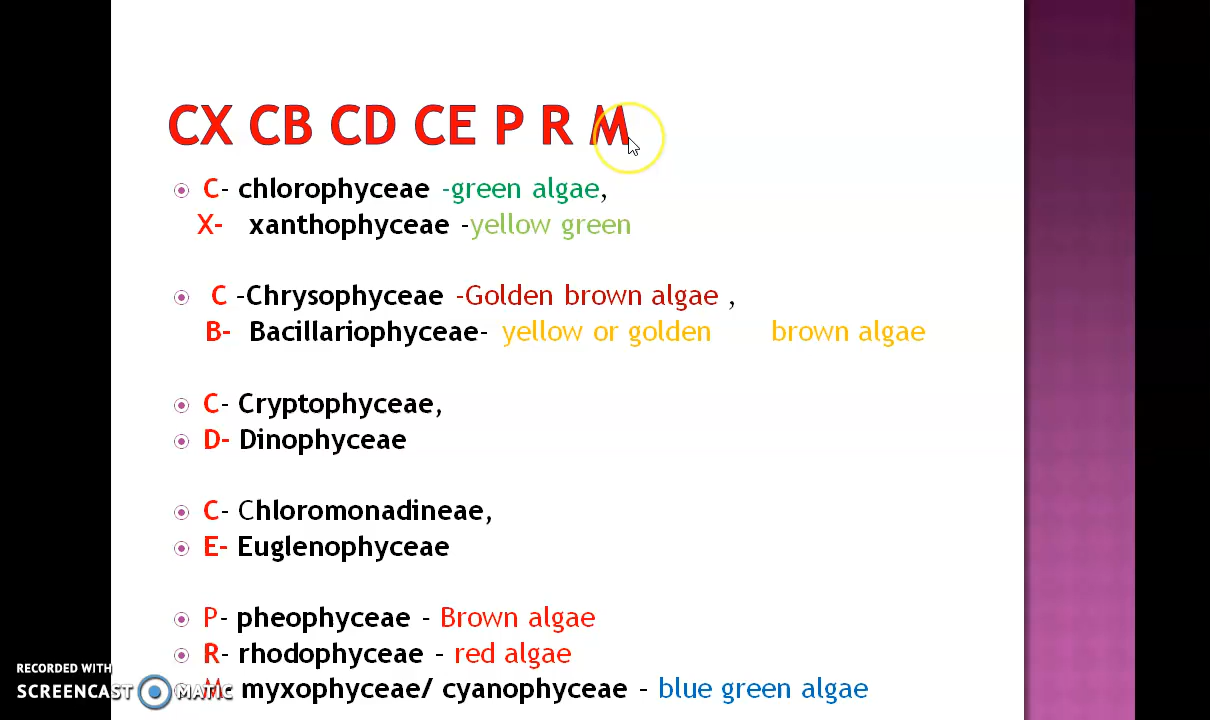 CX CB CD CE P R M
C- chlorophyceae -green algae,
X- xanthophyceae -yellow green
C -Chrysophyceae -Golden brown algae ,
B- Bacillariophyceae- yellow or golden brown algae
C- Cryptophyceae,
D- Dinophyceae
C- Chloromonadineae,
E- Euglenophyceae
P- pheophyceae - Brown algae
R- rhodophyceae – red algae
M- myxophyceae/ cyanophyceae – blue green algae
RECORDED WITH
SCREENCAST MATIC